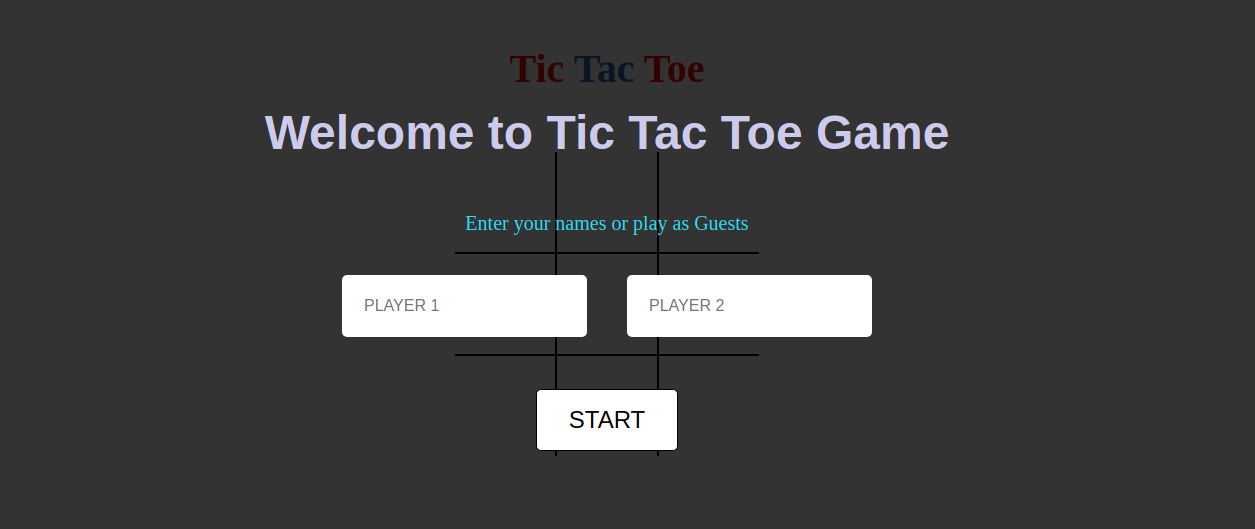 Tic Tac Toe
Welcome to Tic Tac Toe Game
Enter your names or play as Guests
PLAYER 1 PLAYER 2
START